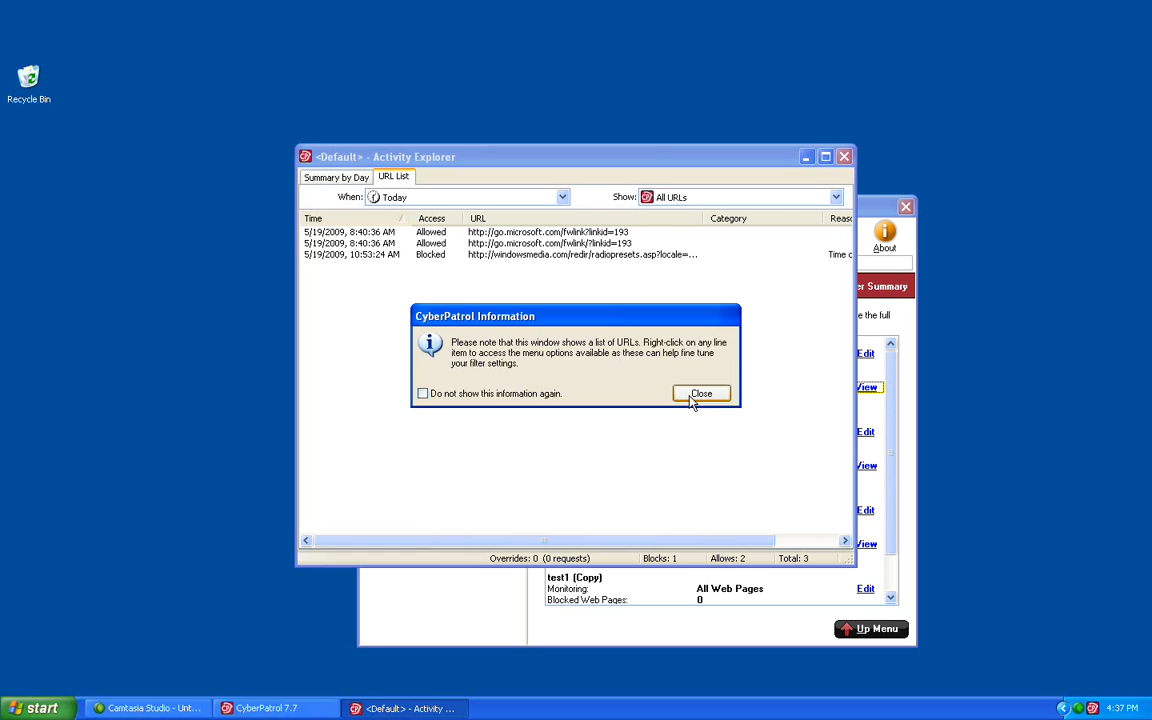 Recycle Bin
<Default> - Activity Explorer
Summary by Day URL List
When: Today Show: All URLs
Time Access URL Category Reaso
5/19/2009, 8:40:36 AM Allowed http://go.microsoft.com/fwlink?linkid=193
5/19/2009, 8:40:36 AM Allowed http://go.microsoft.com/fwlink/?linkid=193
5/19/2009, 10:53:24 AM Blocked http://windowsmedia.com/redir/radiopresets.asp?locale=... Time o
CyberPatrol Information
Please note that this window shows a list of URLs. Right-click on any line
item to access the menu options available as these can help fine tune
your filter settings.
Do not show this information again. Close
Overrides: 0 (0 requests) Blocks: 1 Allows: 2 Total: 3
About
er Summary
e the full
Edit
View
Edit
View
Edit
View
test1 (Copy)
Monitoring: All Web Pages Edit
Blocked Web Pages: 0
Up Menu
start Camtasia Studio - Unt... CyberPatrol 7.7 <Default> - Activity ... 4:37 PM